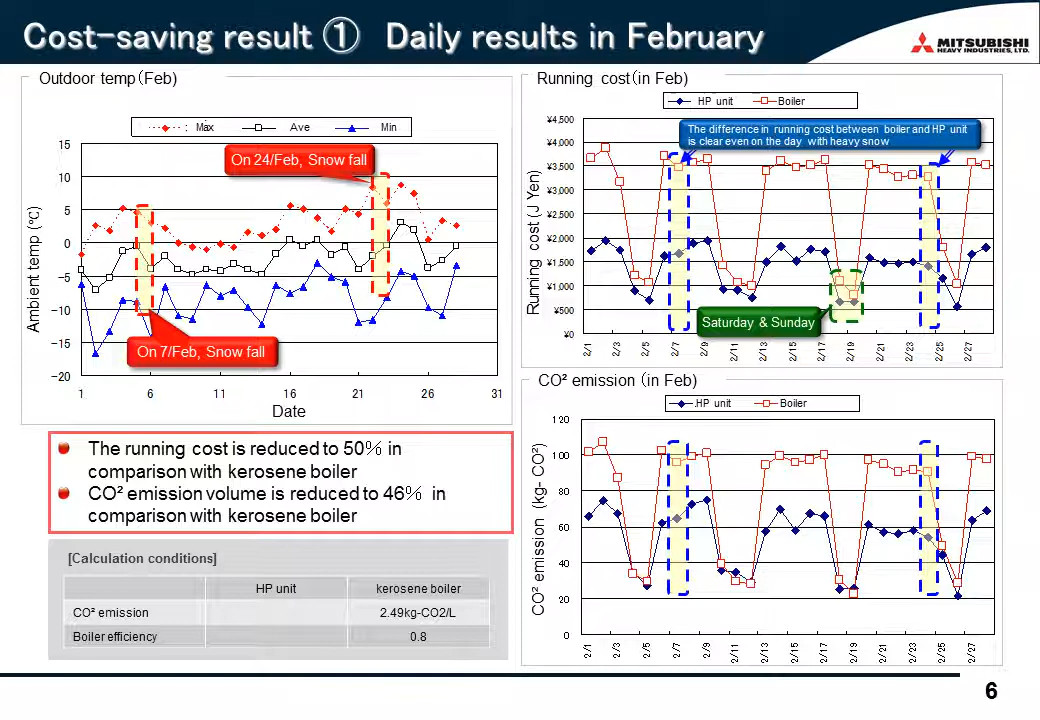 Cost-saving result ① Daily results in February
MITSUBISHI
HEAVY INDUSTRIES, LTD.
Outdoor temp(Feb)
Max Ave Min
On 24/Feb, Snow fall
Ambient temp (℃)
15
10
5
0
−5
−10
−15
−20
On 7/Feb, Snow fall
1 6 11 16 21 26 31
Date
The running cost is reduced to 50% in
comparison with kerosene boiler
CO² emission volume is reduced to 46% in
comparison with kerosene boiler
[Calculation conditions]
HP unit kerosene boiler
CO² emission 2.49kg-CO2/L
Boiler efficiency 0.8
Running cost(in Feb)
HP unit Boiler
The difference in running cost between boiler and HP unit
is clear even on the day with heavy snow
Running cost (J Yen)
¥4,500
¥4,000
¥3,500
¥3,000
¥2,500
¥2,000
¥1,500
¥1,000
¥500
¥0
Saturday & Sunday
2/1 2/3 2/5 2/7 2/9 2/11 2/13 2/15 2/17 2/19 2/21 2/23 2/25 2/27
CO² emission (in Feb)
.HP unit Boiler
CO² emission (kg- CO²)
120
100
80
60
40
20
0
2/1 2/3 2/5 2/7 2/9 2/11 2/13 2/15 2/17 2/19 2/21 2/23 2/25 2/27
6